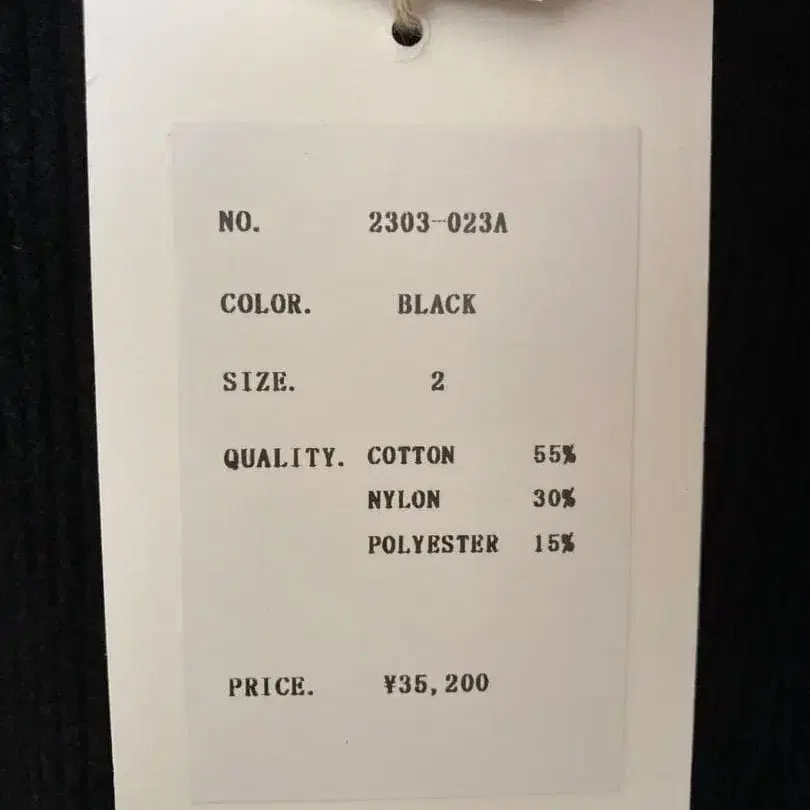 NO. 2303-023A
COLOR. BLACK
SIZE. 2
QUALITY. COTTON 55%
NYLON 30%
POLYESTER 15%
PRICE. ¥35,200